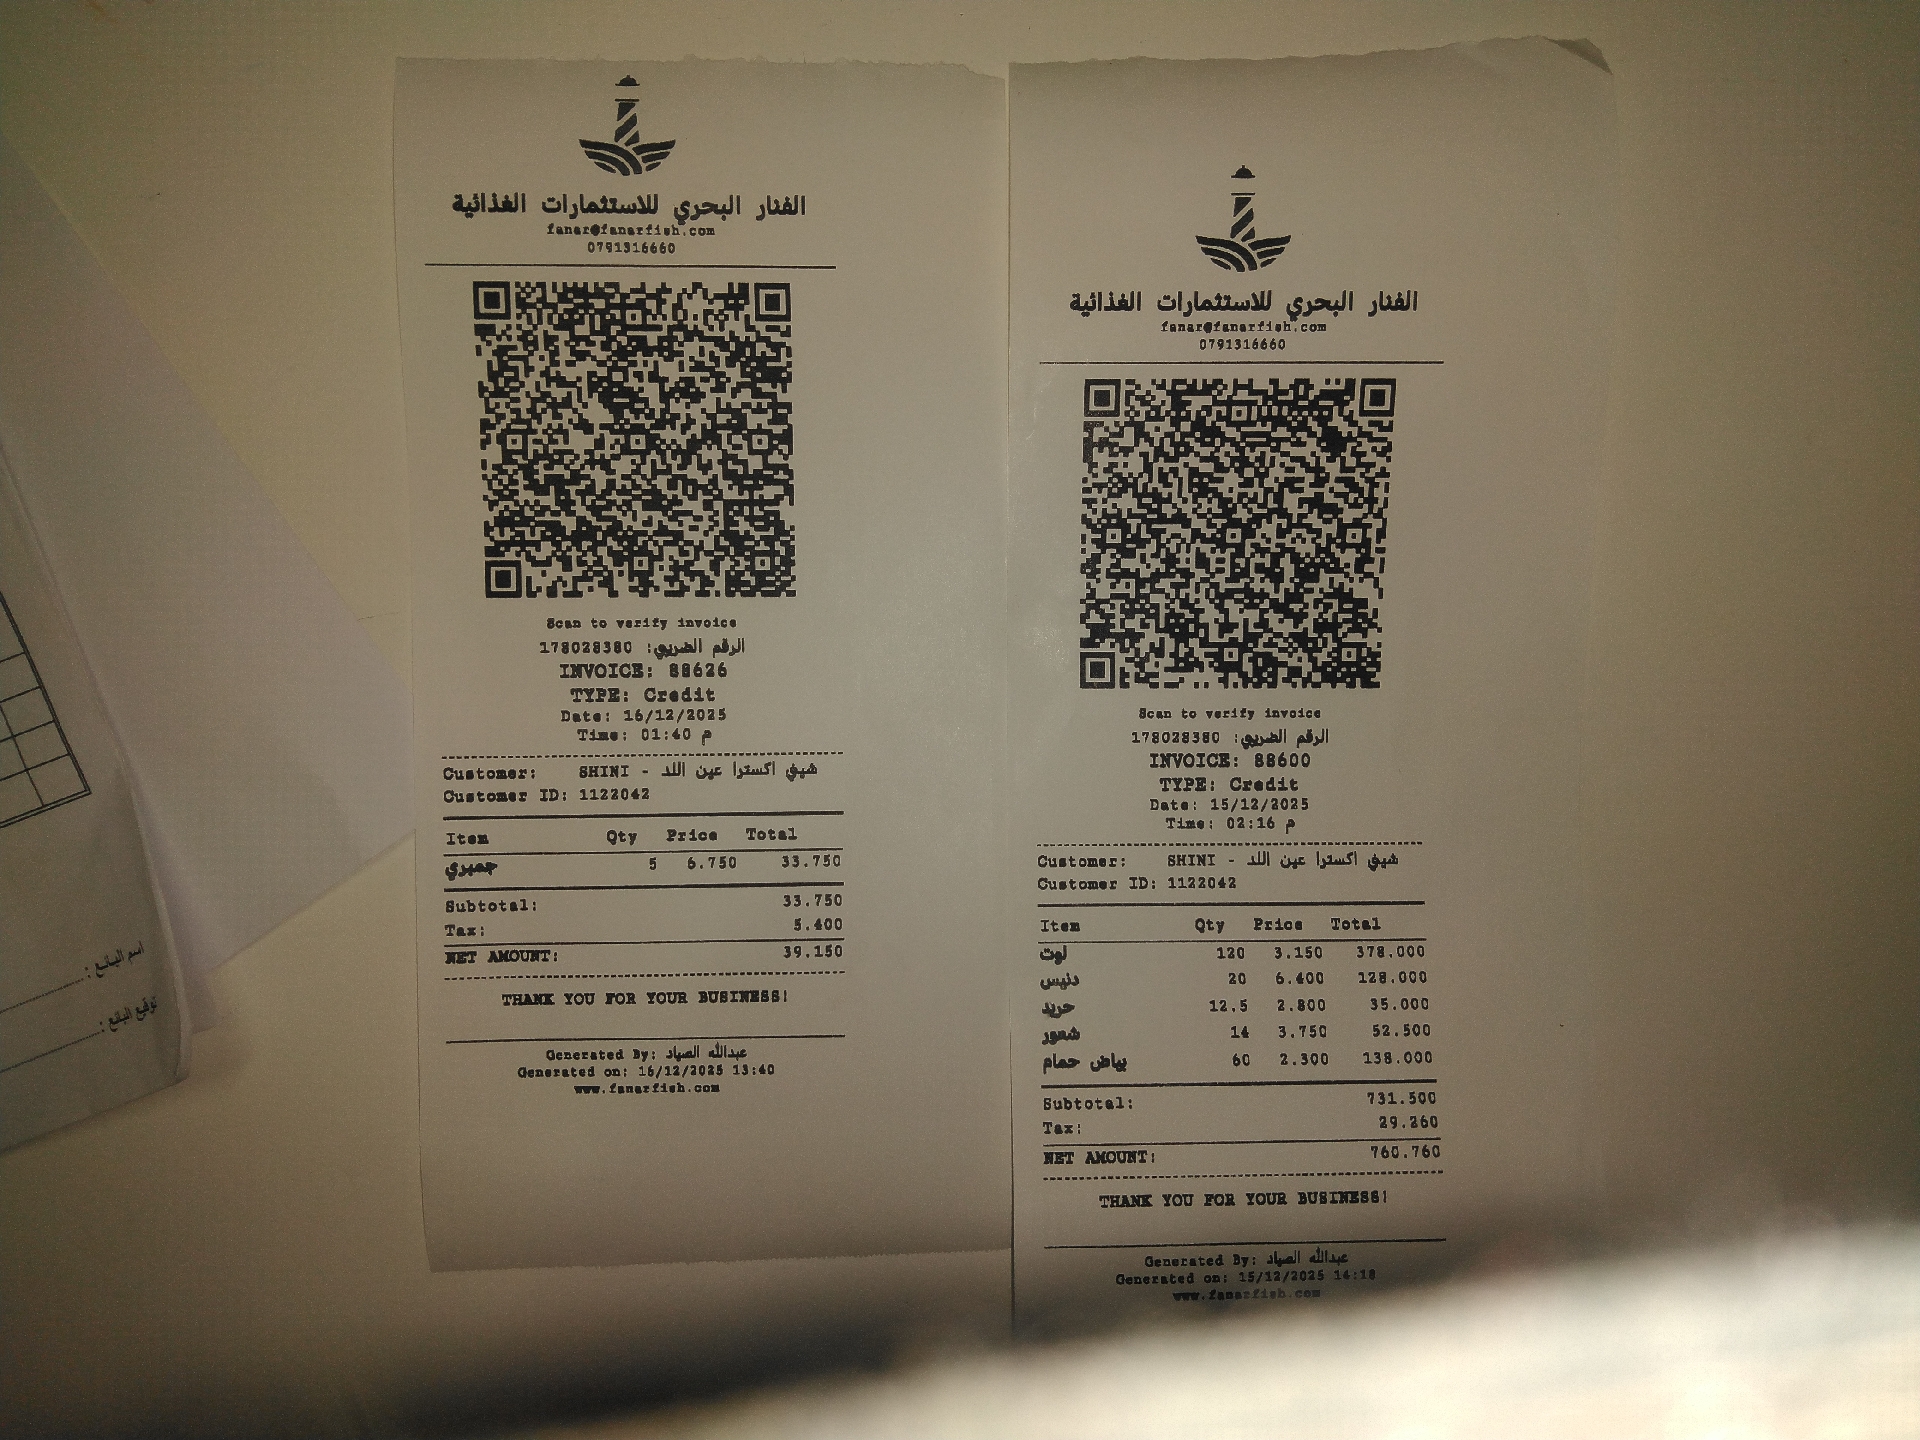 الفنار البحري للاستثمارات الغذائية
fanar@fanarfish.com
0791316660
Scan to verify invoice
الرقم الضريبي: 178028380
INVOICE: 88626
TYPE: Credit
Date: 16/12/2025
Time: 01:40 م
Customer: SHINI - شيني اكسترا عين اللد
Customer ID: 1122042
Item Qty Price Total
جمبري 5 6.750 33.750
Subtotal: 33.750
Tax: 5.400
NET AMOUNT: 39.150
THANK YOU FOR YOUR BUSINESS!
Generated By: عبدالله الصياد
Generated on: 16/12/2025 13:40
www.fanarfish.com
الفنار البحري للاستثمارات الغذائية
fanar@fanarfish.com
0791316660
Scan to verify invoice
الرقم الضريبي: 178028380
INVOICE: 88600
TYPE: Credit
Date: 15/12/2025
Time: 02:16 م
Customer: SHINI - شيني اكسترا عين اللد
Customer ID: 1122042
Item Qty Price Total
لوت 120 3.150 378.000
دنيس 20 6.400 128.000
حريد 12.5 2.800 35.000
شعور 14 3.750 52.500
بياض حمام 60 2.300 138.000
Subtotal: 731.500
Tax: 29.260
NET AMOUNT: 760.760
THANK YOU FOR YOUR BUSINESS!
Generated By: عبدالله الصياد
Generated on: 15/12/2025 14:18
www.fanarfish.com
اسم البائع :
توقيع البائع :